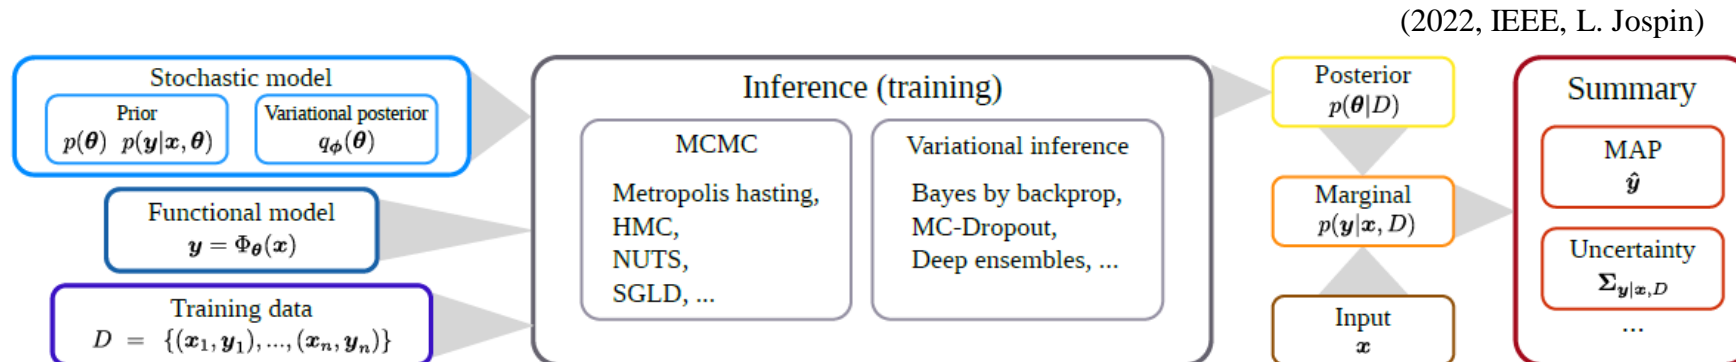 (2022, IEEE, L. Jospin)
Stochastic model
Prior
p(θ) p(y|x, θ)
Variational posterior
qϕ(θ)
Functional model
y = Φθ(x)
Training data
D = {(x₁, y₁), ..., (xₙ, yₙ)}
Inference (training)
MCMC
Metropolis hasting,
HMC,
NUTS,
SGLD, ...
Variational inference
Bayes by backprop,
MC-Dropout,
Deep ensembles, ...
Posterior
p(θ|D)
Marginal
p(y|x, D)
Input
x
Summary
MAP
ŷ
Uncertainty
Σy|x,D
...